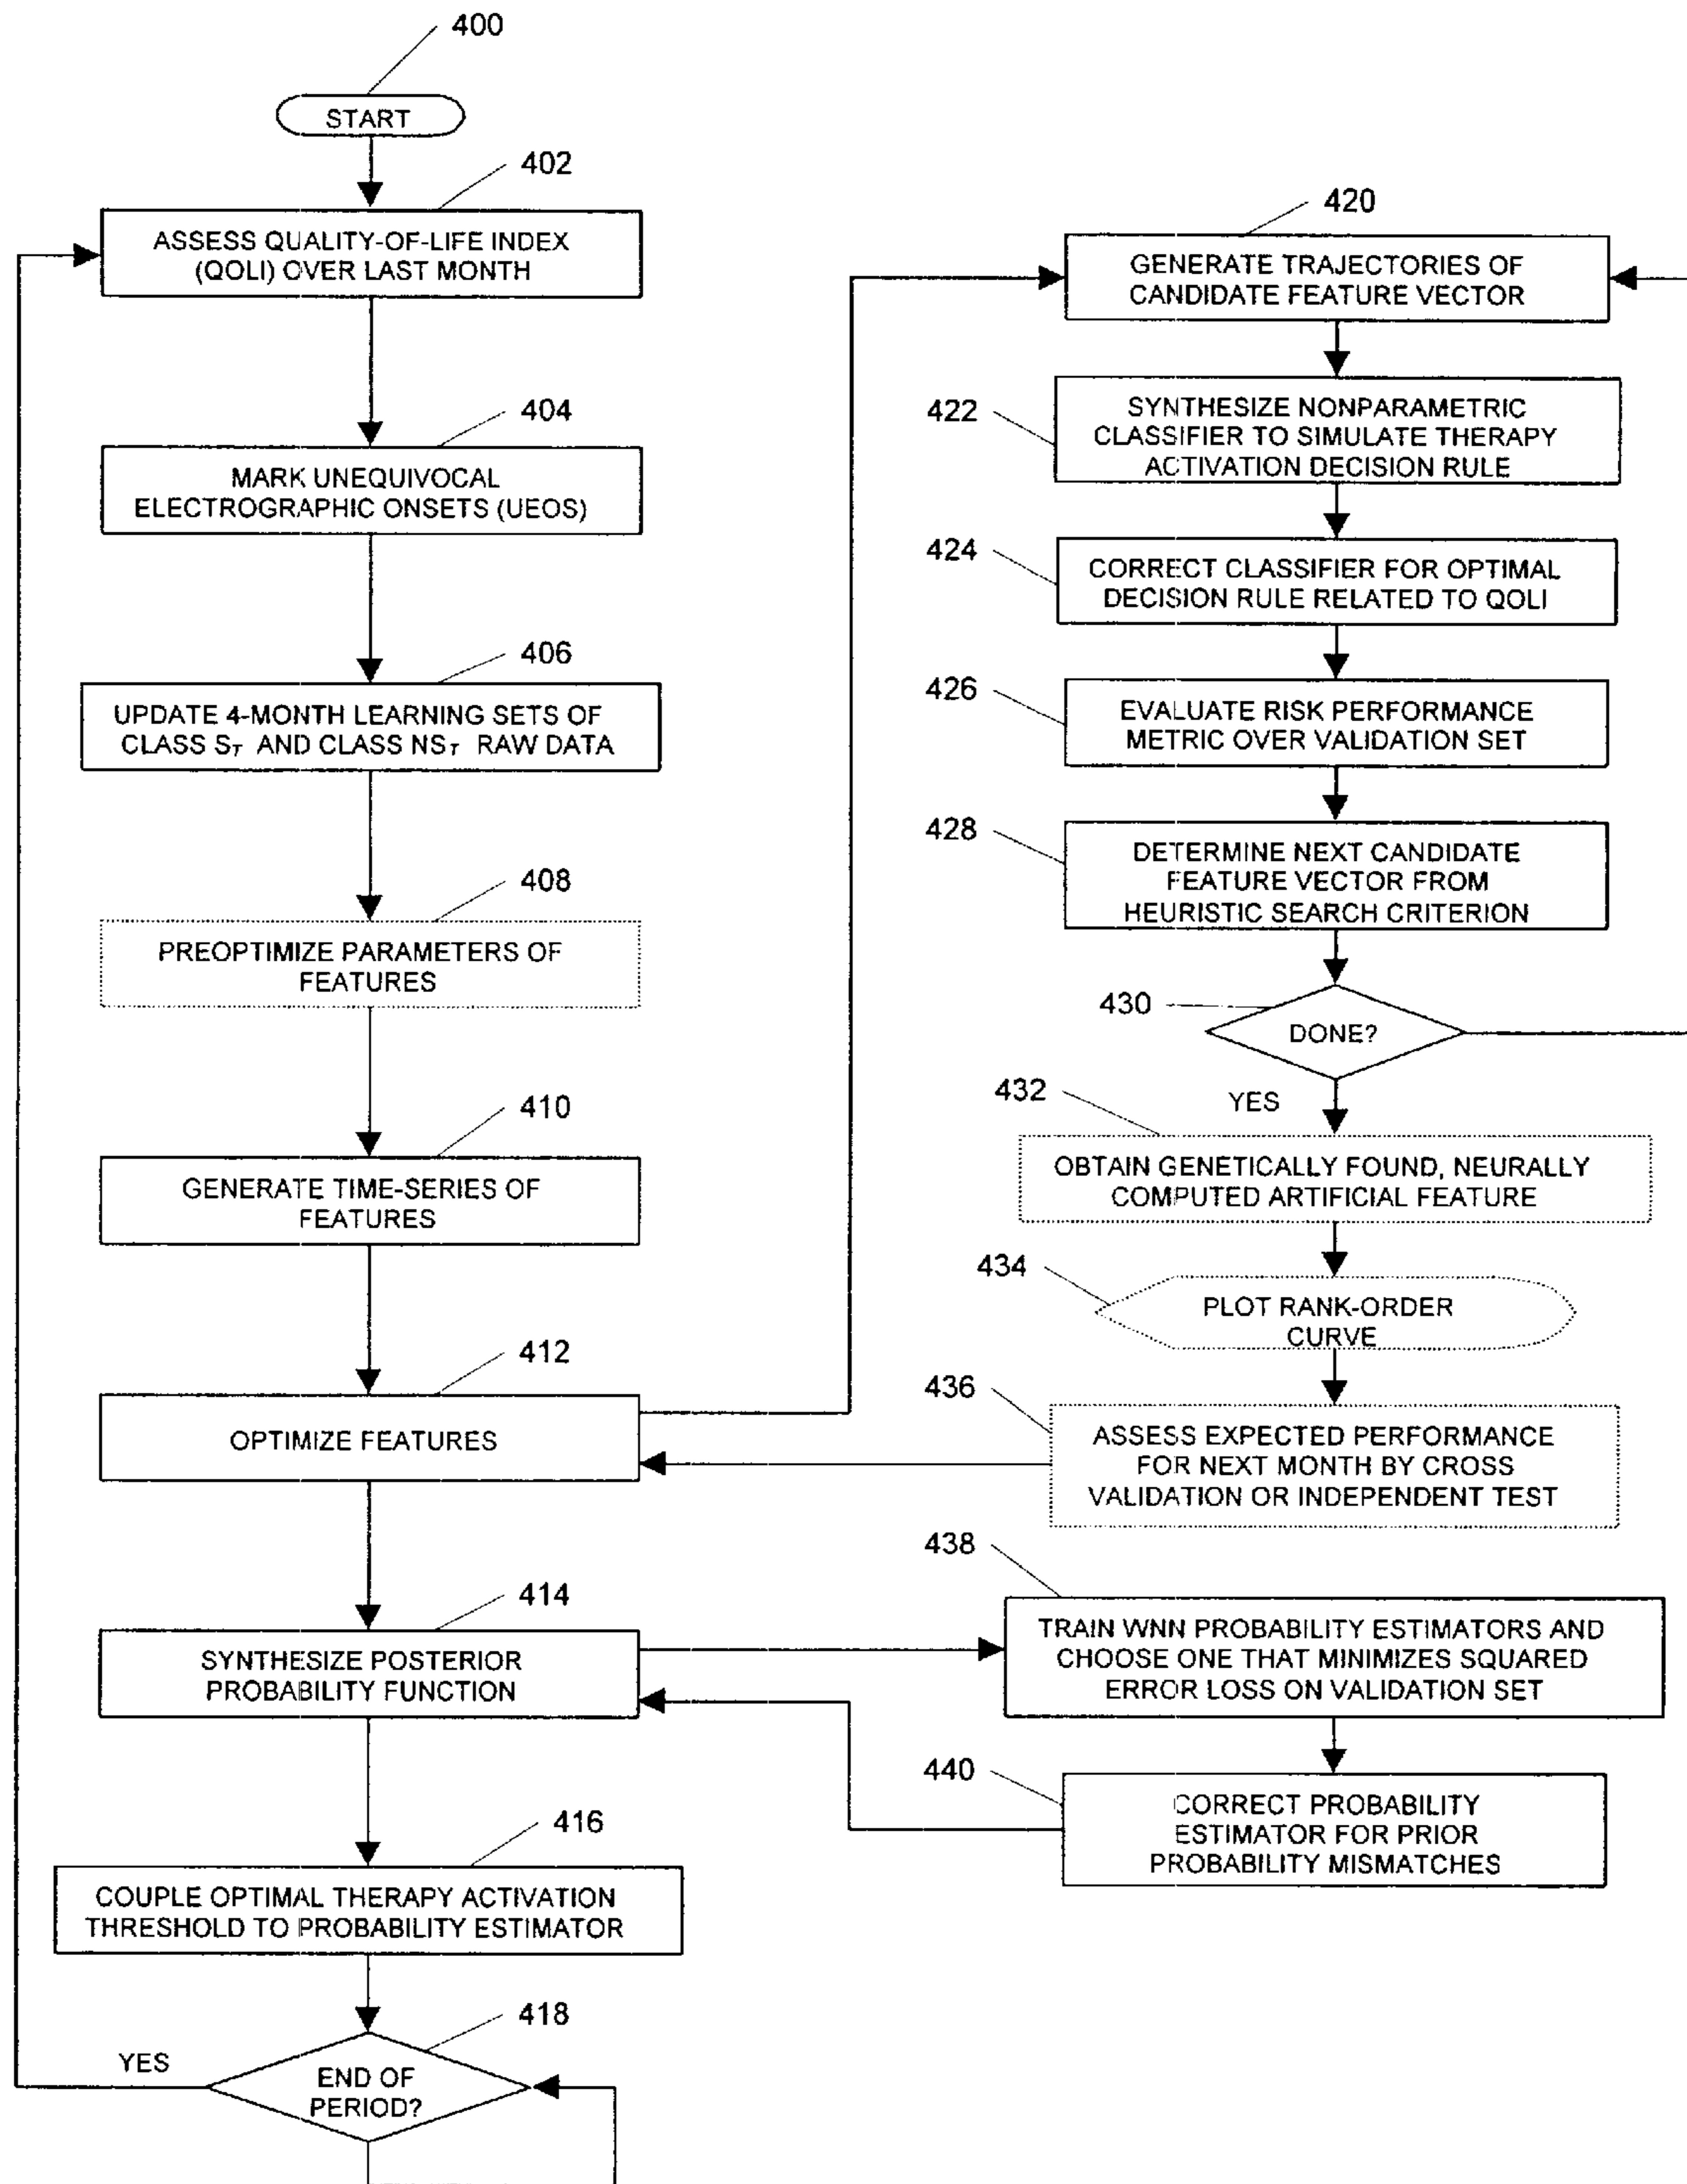 400
START
402
ASSESS QUALITY-OF-LIFE INDEX
(QOLI) OVER LAST MONTH
404
MARK UNEQUIVOCAL
ELECTROGRAPHIC ONSETS (UEOS)
406
UPDATE 4-MONTH LEARNING SETS OF
CLASS S_T AND CLASS NS_T RAW DATA
408
PREOPTIMIZE PARAMETERS OF
FEATURES
410
GENERATE TIME-SERIES OF
FEATURES
412
OPTIMIZE FEATURES
414
SYNTHESIZE POSTERIOR
PROBABILITY FUNCTION
416
COUPLE OPTIMAL THERAPY ACTIVATION
THRESHOLD TO PROBABILITY ESTIMATOR
418
YES
END OF
PERIOD?
420
GENERATE TRAJECTORIES OF
CANDIDATE FEATURE VECTOR
422
SYNTHESIZE NONPARAMETRIC
CLASSIFIER TO SIMULATE THERAPY
ACTIVATION DECISION RULE
424
CORRECT CLASSIFIER FOR OPTIMAL
DECISION RULE RELATED TO QOLI
426
EVALUATE RISK PERFORMANCE
METRIC OVER VALIDATION SET
428
DETERMINE NEXT CANDIDATE
FEATURE VECTOR FROM
HEURISTIC SEARCH CRITERION
430
DONE?
YES
432
OBTAIN GENETICALLY FOUND, NEURALLY
COMPUTED ARTIFICIAL FEATURE
434
PLOT RANK-ORDER
CURVE
436
ASSESS EXPECTED PERFORMANCE
FOR NEXT MONTH BY CROSS
VALIDATION OR INDEPENDENT TEST
438
TRAIN WNN PROBABILITY ESTIMATORS AND
CHOOSE ONE THAT MINIMIZES SQUARED
ERROR LOSS ON VALIDATION SET
440
CORRECT PROBABILITY
ESTIMATOR FOR PRIOR
PROBABILITY MISMATCHES